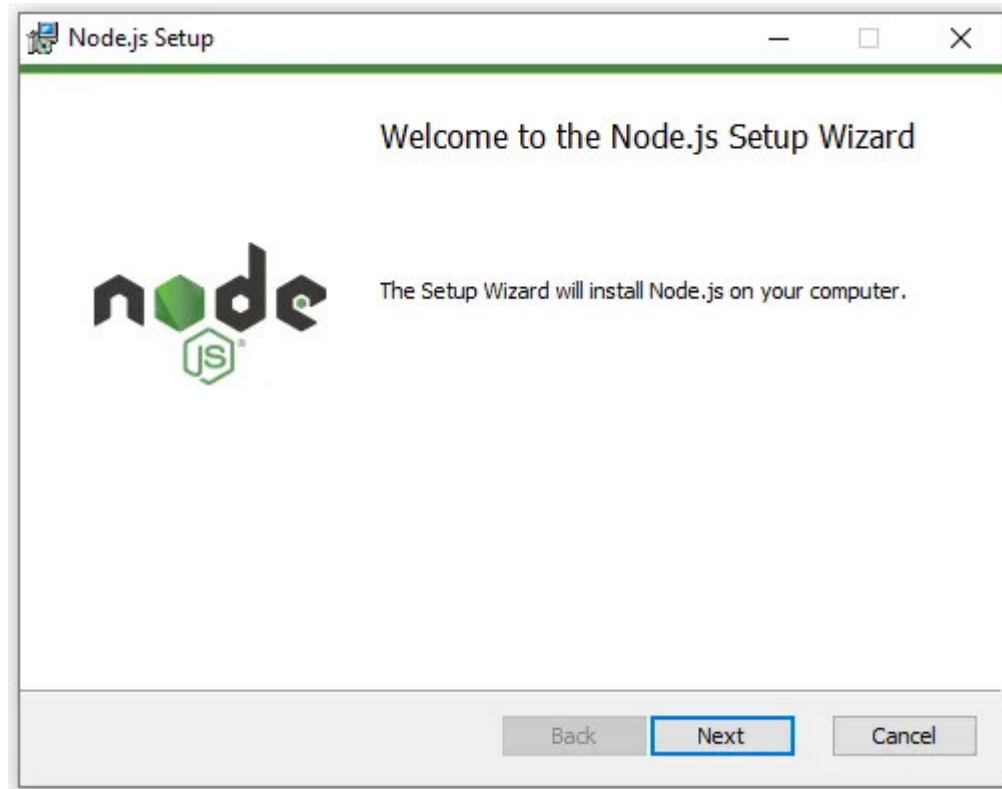 Node.js Setup
Welcome to the Node.js Setup Wizard
node
JS®
The Setup Wizard will install Node.js on your computer.
Back
Next
Cancel